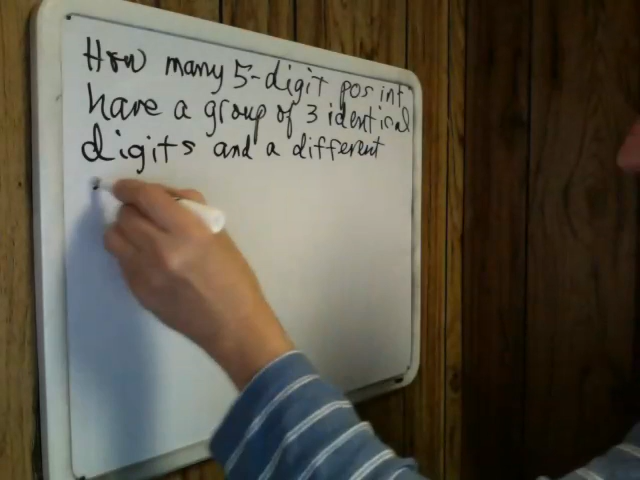 How many 5-digit pos int
have a group of 3 identical
digits and a different